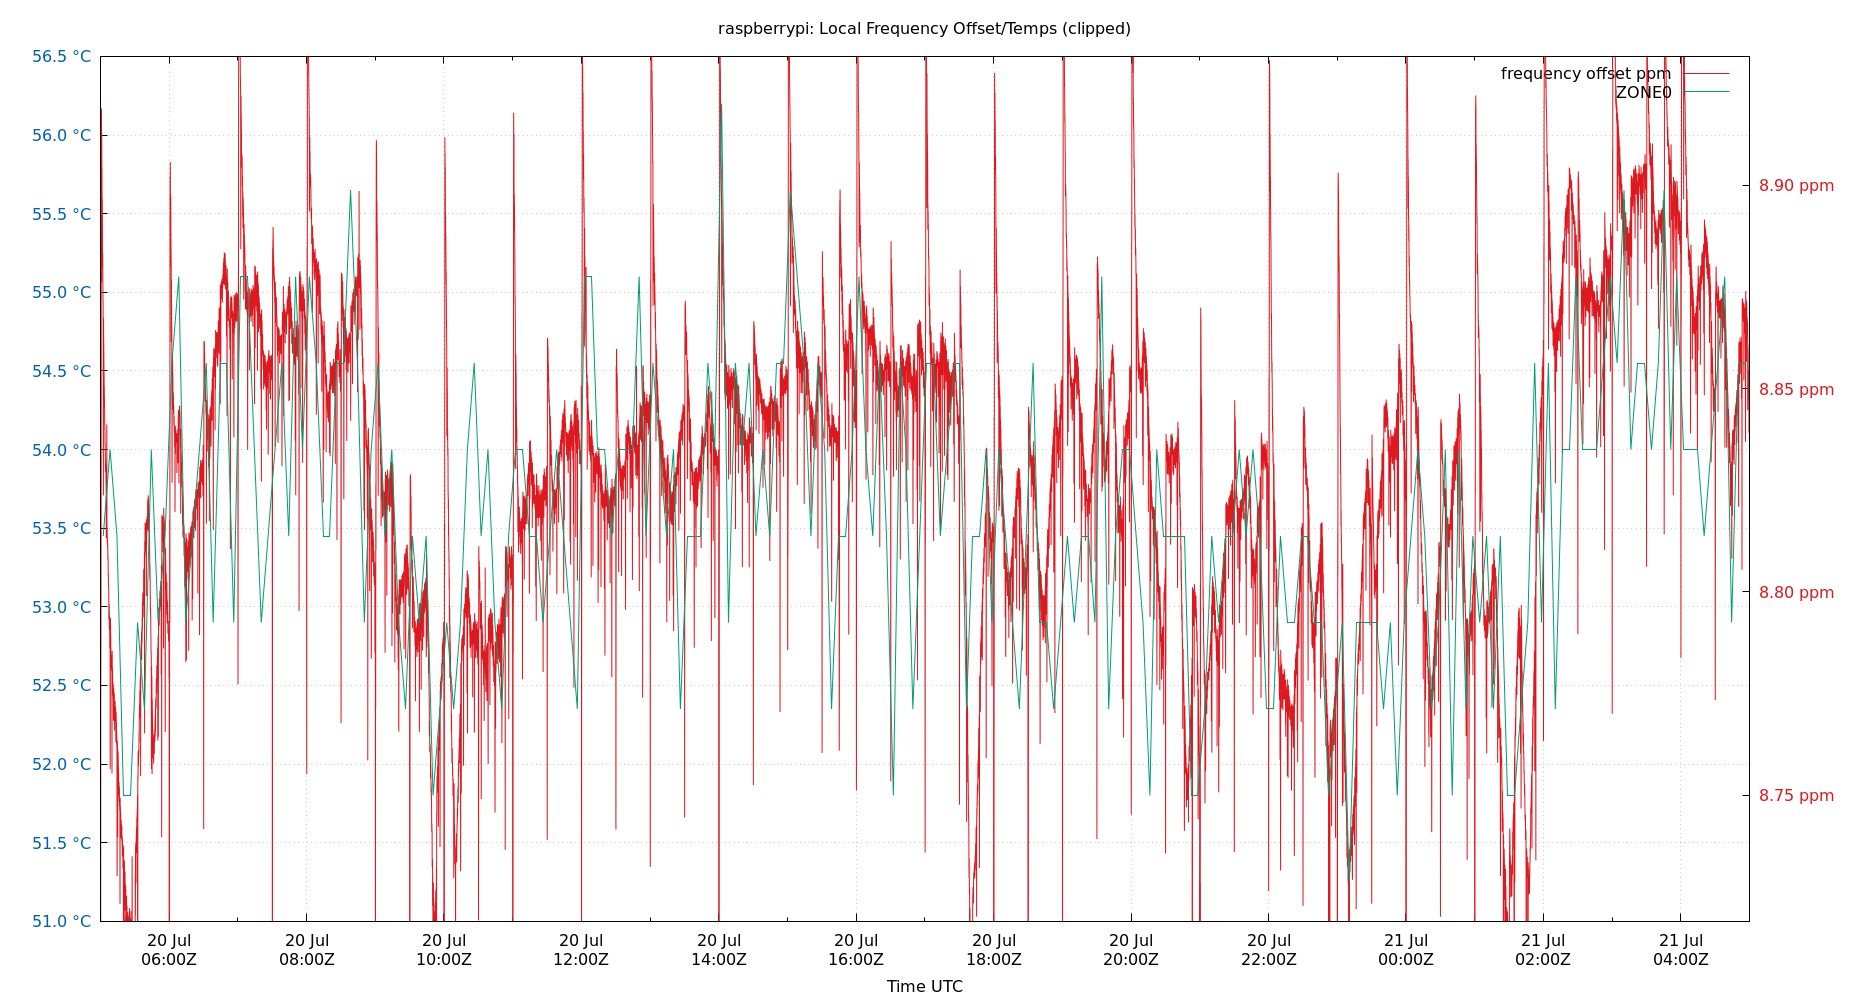 raspberrypi: Local Frequency Offset/Temps (clipped)
frequency offset ppm
ZONE0
56.5 °C
56.0 °C
55.5 °C
55.0 °C
54.5 °C
54.0 °C
53.5 °C
53.0 °C
52.5 °C
52.0 °C
51.5 °C
51.0 °C
8.90 ppm
8.85 ppm
8.80 ppm
8.75 ppm
20 Jul 20 Jul 20 Jul 20 Jul 20 Jul 20 Jul 20 Jul 20 Jul 20 Jul 21 Jul 21 Jul 21 Jul
06:00Z 08:00Z 10:00Z 12:00Z 14:00Z 16:00Z 18:00Z 20:00Z 22:00Z 00:00Z 02:00Z 04:00Z
Time UTC